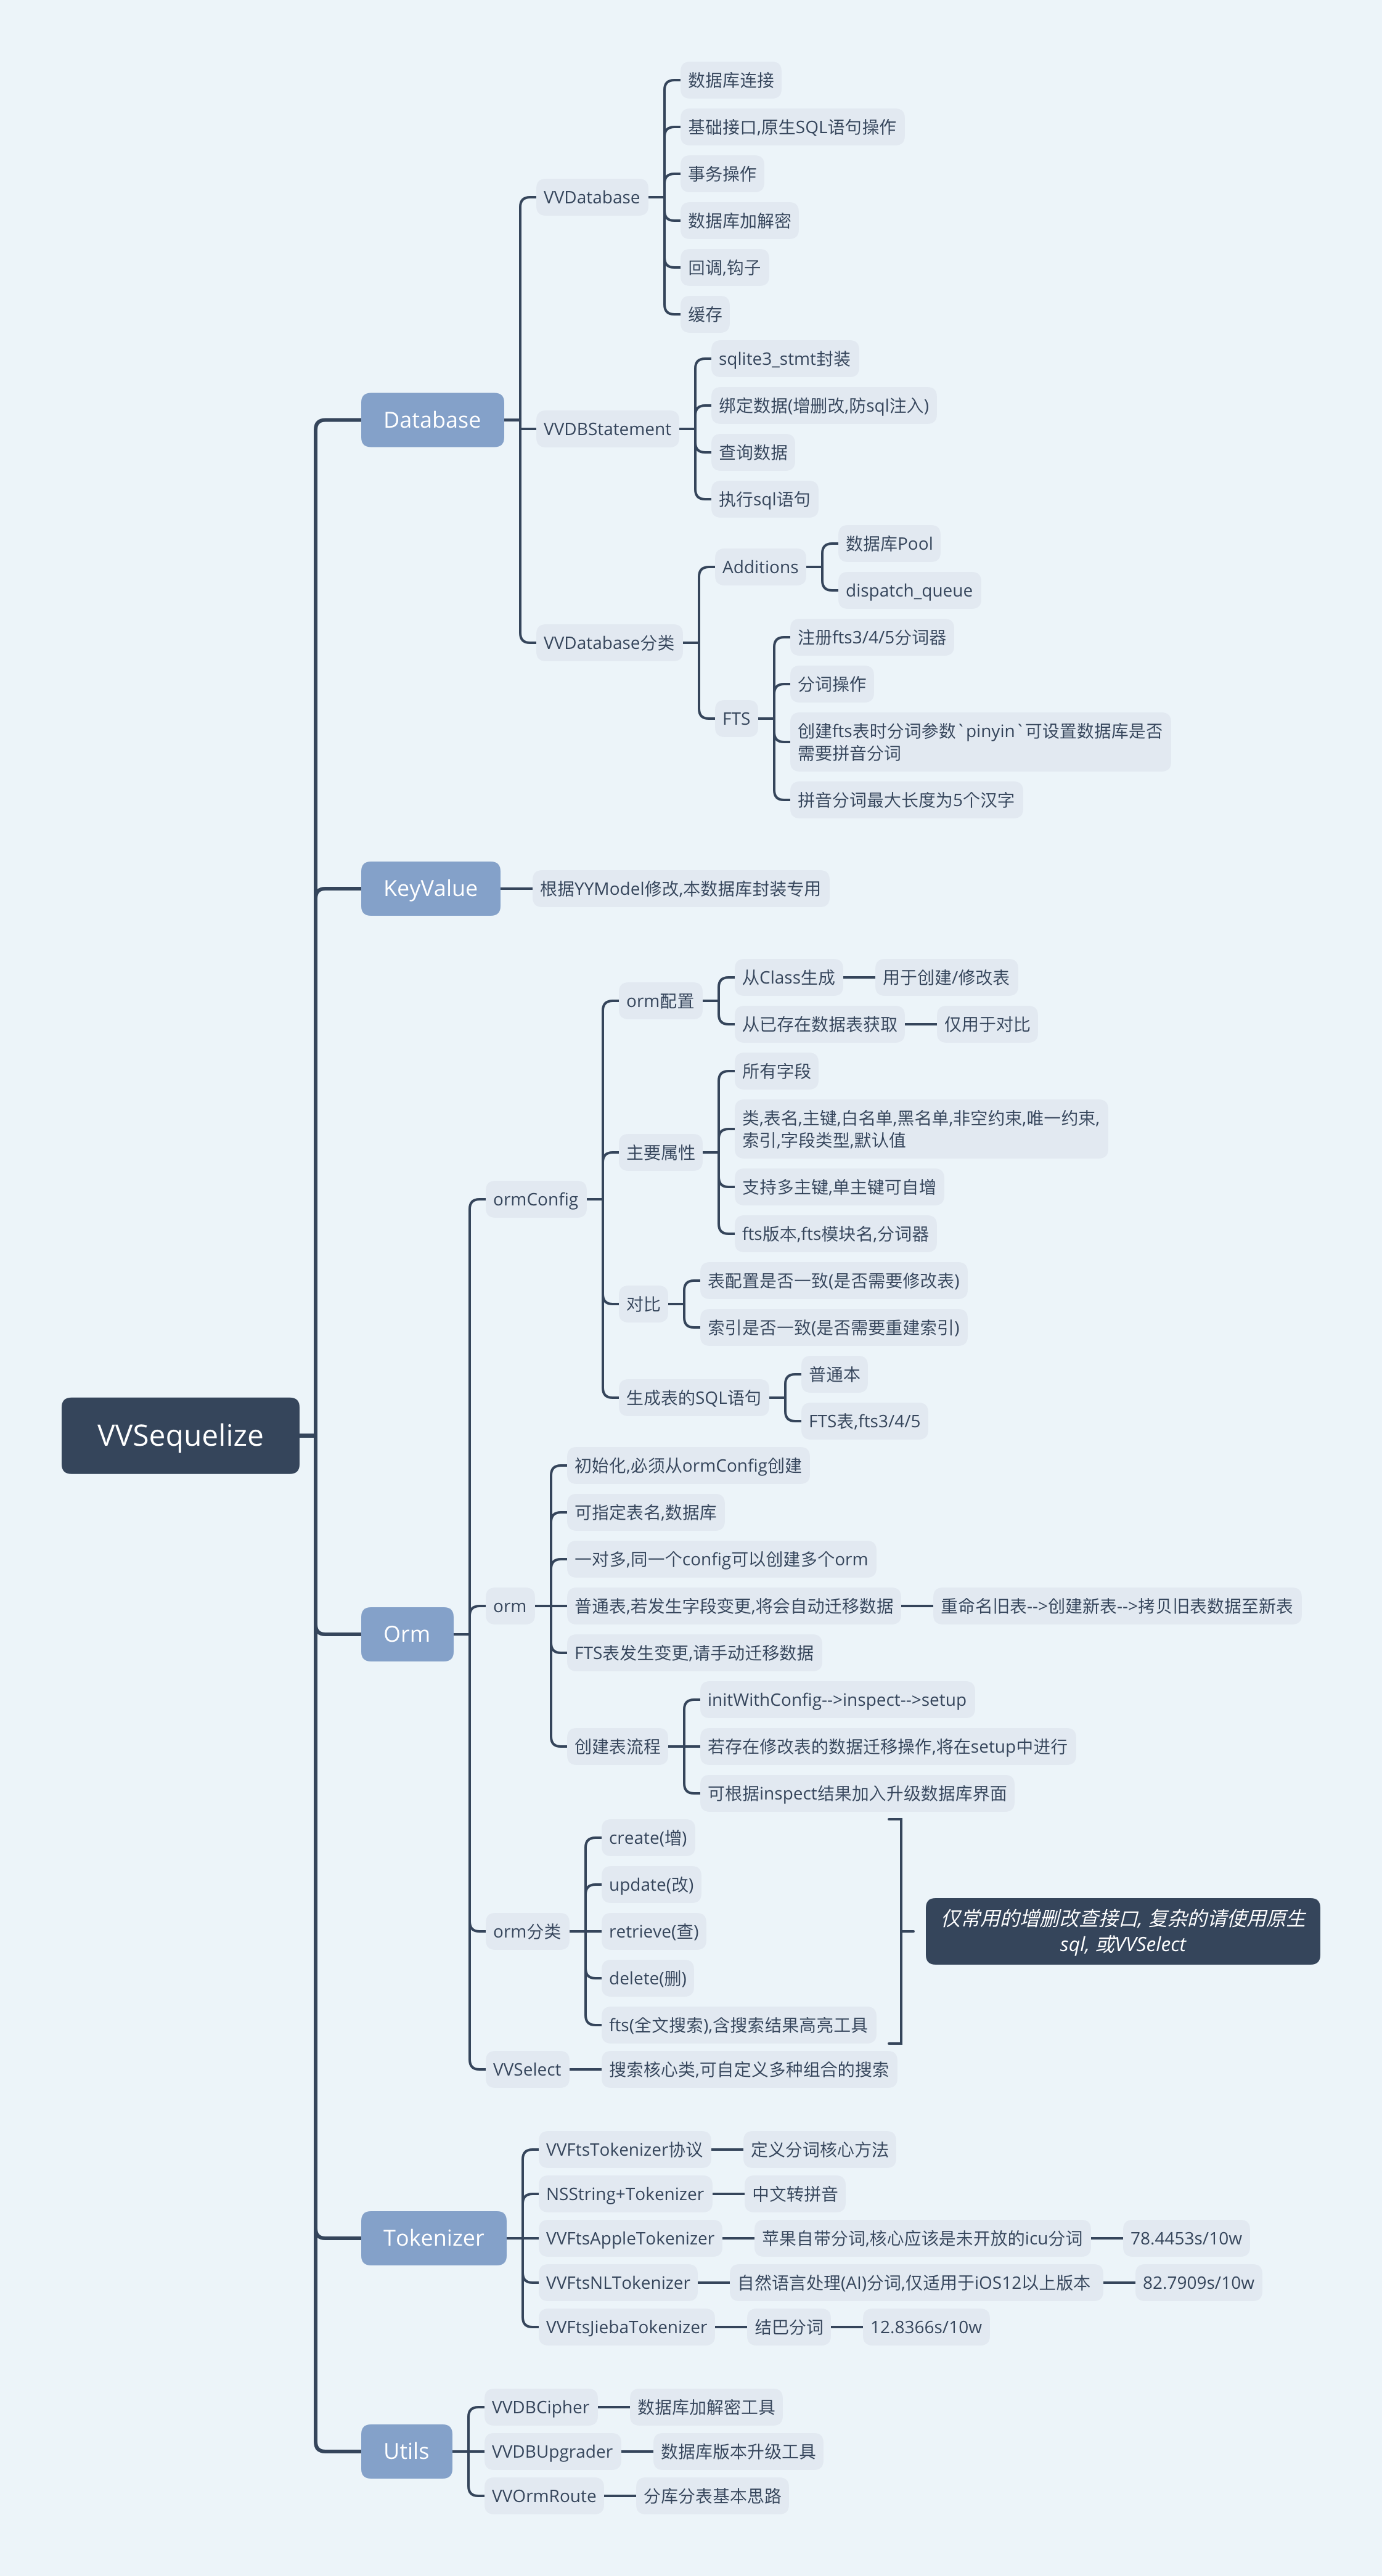 VVSequelize
Database
VVDatabase
数据库连接
基础接口,原生SQL语句操作
事务操作
数据库加解密
回调,钩子
缓存
VVDBStatement
sqlite3_stmt封装
绑定数据(增删改,防sql注入)
查询数据
执行sql语句
VVDatabase分类
Additions
数据库Pool
dispatch_queue
FTS
注册fts3/4/5分词器
分词操作
创建fts表时分词参数`pinyin`可设置数据库是否
需要拼音分词
拼音分词最大长度为5个汉字
KeyValue
根据YYModel修改,本数据库封装专用
Orm
ormConfig
orm配置
从Class生成
用于创建/修改表
从已存在数据表获取
仅用于对比
主要属性
所有字段
类,表名,主键,白名单,黑名单,非空约束,唯一约束,
索引,字段类型,默认值
支持多主键,单主键可自增
fts版本,fts模块名,分词器
对比
表配置是否一致(是否需要修改表)
索引是否一致(是否需要重建索引)
生成表的SQL语句
普通本
FTS表,fts3/4/5
orm
初始化,必须从ormConfig创建
可指定表名,数据库
一对多,同一个config可以创建多个orm
普通表,若发生字段变更,将会自动迁移数据
重命名旧表-->创建新表-->拷贝旧表数据至新表
FTS表发生变更,请手动迁移数据
创建表流程
initWithConfig-->inspect-->setup
若存在修改表的数据迁移操作,将在setup中进行
可根据inspect结果加入升级数据库界面
orm分类
create(增)
update(改)
retrieve(查)
delete(删)
fts(全文搜索),含搜索结果高亮工具
仅常用的增删改查接口, 复杂的请使用原生
sql, 或VVSelect
VVSelect
搜索核心类,可自定义多种组合的搜索
Tokenizer
VVFtsTokenizer协议
定义分词核心方法
NSString+Tokenizer
中文转拼音
VVFtsAppleTokenizer
苹果自带分词,核心应该是未开放的icu分词
78.4453s/10w
VVFtsNLTokenizer
自然语言处理(AI)分词,仅适用于iOS12以上版本
82.7909s/10w
VVFtsJiebaTokenizer
结巴分词
12.8366s/10w
Utils
VVDBCipher
数据库加解密工具
VVDBUpgrader
数据库版本升级工具
VVOrmRoute
分库分表基本思路